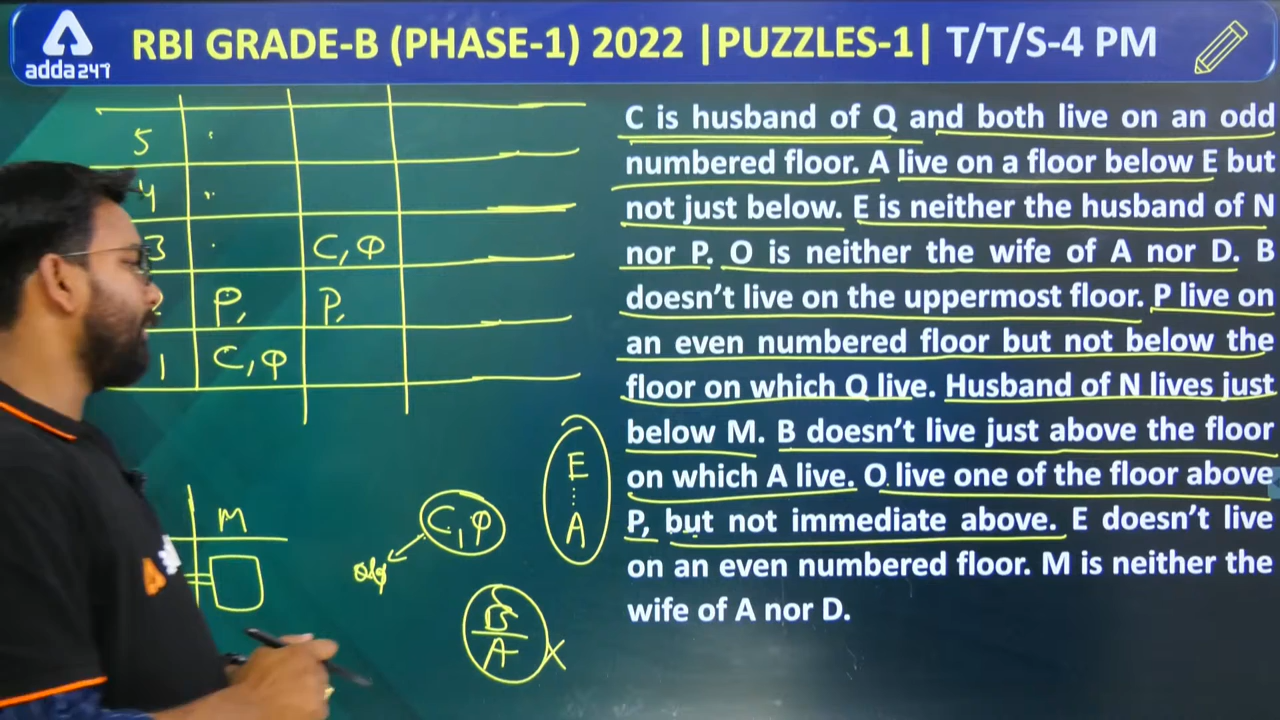 adda247
RBI GRADE-B (PHASE-1) 2022 |PUZZLES-1| T/T/S-4 PM
C is husband of Q and both live on an odd
numbered floor. A live on a floor below E but
not just below. E is neither the husband of N
nor P. O is neither the wife of A nor D. B
doesn't live on the uppermost floor. P live on
an even numbered floor but not below the
floor on which Q live. Husband of N lives just
below M. B doesn't live just above the floor
on which A live. O live one of the floor above
P, but not immediate above. E doesn't live
on an even numbered floor. M is neither the
wife of A nor D.
5
4
3 C, Q
2 P, P,
1 C, Q
M
C, Q
E
A
B
A X